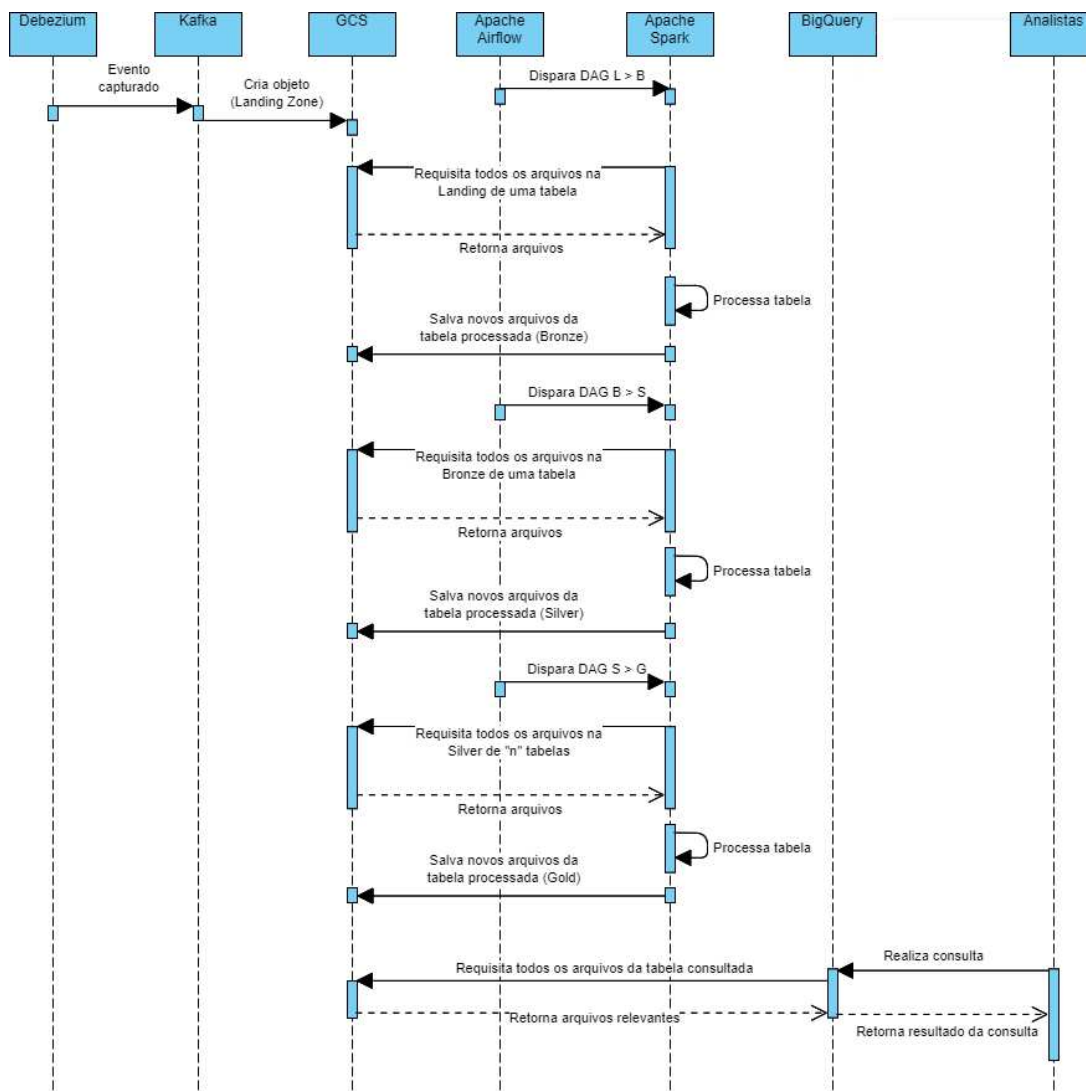 Debezium
Kafka
GCS
Apache
Airflow
Apache
Spark
BigQuery
Analistas
Evento
capturado
Cria objeto
(Landing Zone)
Dispara DAG L > B
Requisita todos os arquivos na
Landing de uma tabela
Retorna arquivos
Processa tabela
Salva novos arquivos da
tabela processada (Bronze)
Dispara DAG B > S
Requisita todos os arquivos na
Bronze de uma tabela
Retorna arquivos
Processa tabela
Salva novos arquivos da
tabela processada (Silver)
Dispara DAG S > G
Requisita todos os arquivos na
Silver de "n" tabelas
Retorna arquivos
Processa tabela
Salva novos arquivos da
tabela processada (Gold)
Realiza consulta
Requisita todos os arquivos da tabela consultada
Retorna arquivos relevantes
Retorna resultado da consulta